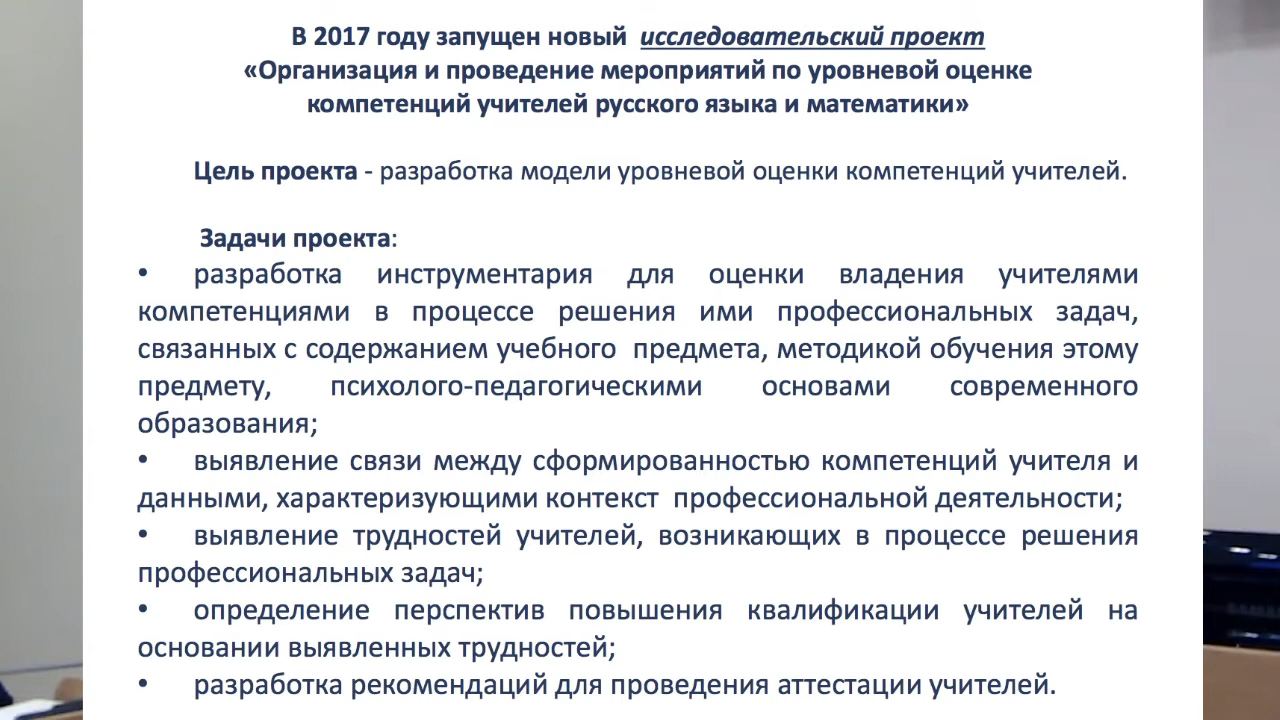 В 2017 году запущен новый исследовательский проект
«Организация и проведение мероприятий по уровневой оценке
компетенций учителей русского языка и математики»
Цель проекта - разработка модели уровневой оценки компетенций учителей.
Задачи проекта:
• разработка инструментария для оценки владения учителями
компетенциями в процессе решения ими профессиональных задач,
связанных с содержанием учебного предмета, методикой обучения этому
предмету, психолого-педагогическими основами современного
образования;
• выявление связи между сформированностью компетенций учителя и
данными, характеризующими контекст профессиональной деятельности;
• выявление трудностей учителей, возникающих в процессе решения
профессиональных задач;
• определение перспектив повышения квалификации учителей на
основании выявленных трудностей;
• разработка рекомендаций для проведения аттестации учителей.